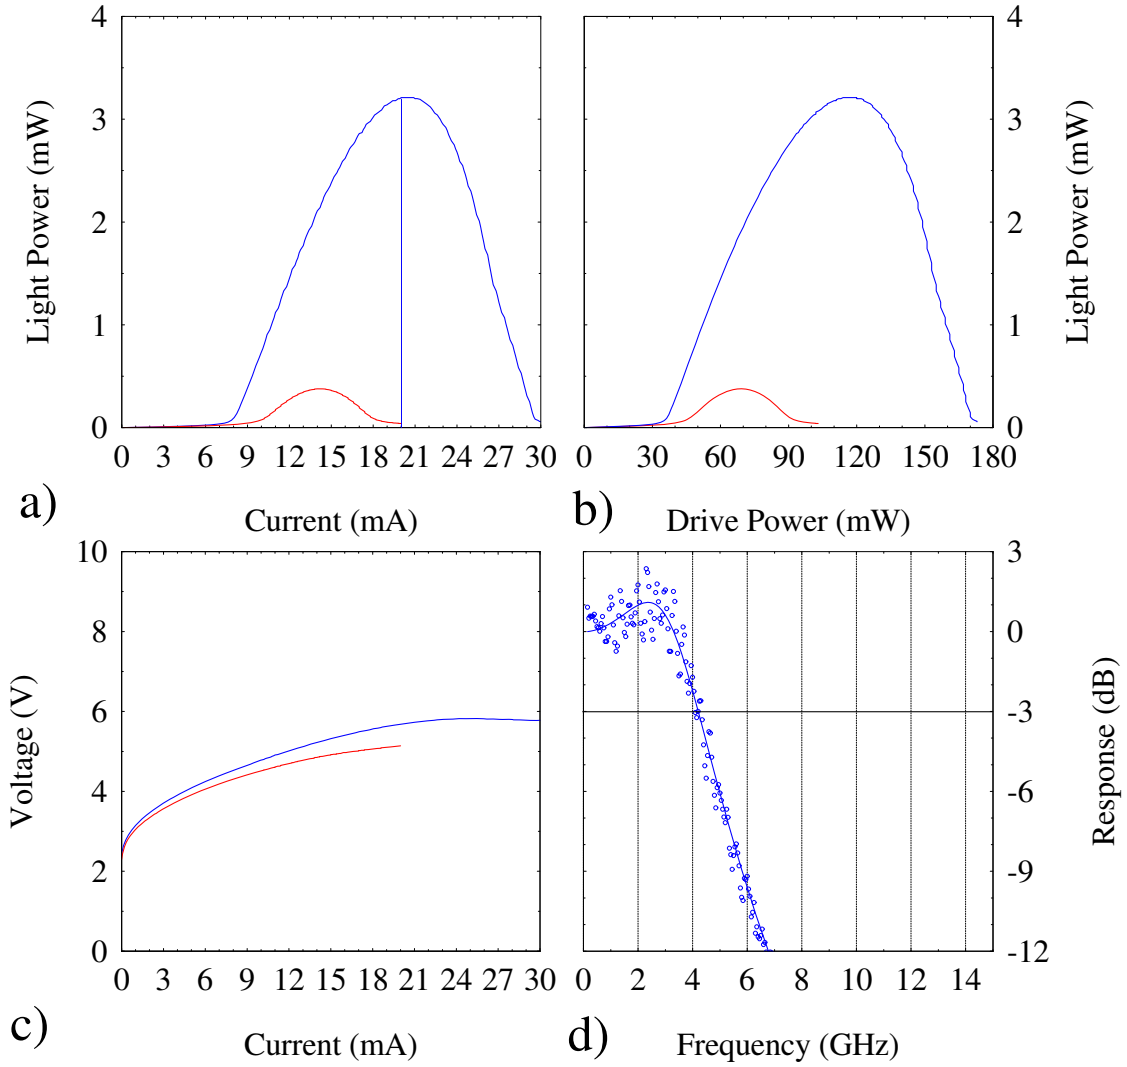 4
3
2
1
0
Light Power (mW)
0 3 6 9 12 15 18 21 24 27 30
a)
Current (mA)
4
3
2
1
0
Light Power (mW)
0 30 60 90 120 150 180
b)
Drive Power (mW)
10
8
6
4
2
0
Voltage (V)
0 3 6 9 12 15 18 21 24 27 30
c)
Current (mA)
3
0
-3
-6
-9
-12
Response (dB)
0 2 4 6 8 10 12 14
d)
Frequency (GHz)